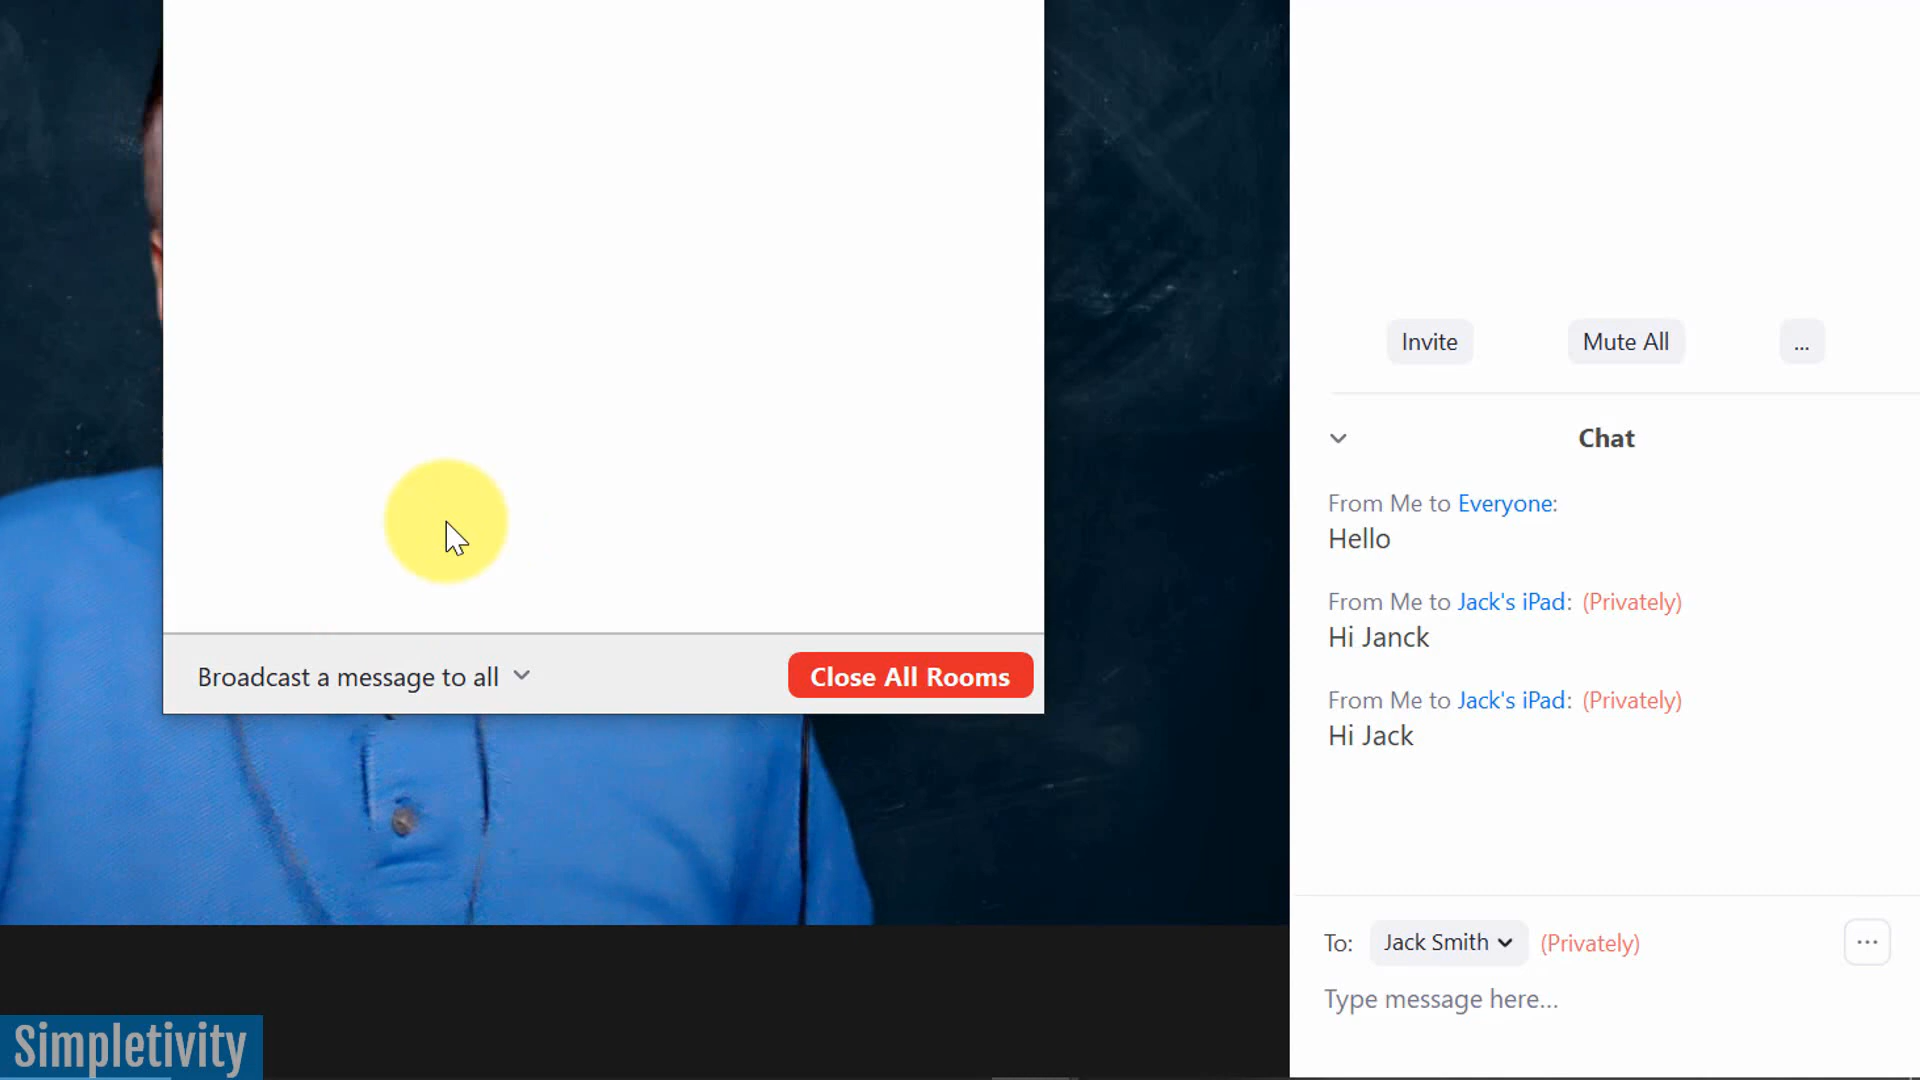 Invite
Mute All
...
Chat
From Me to Everyone:
Hello
From Me to Jack's iPad: (Privately)
Hi Janck
From Me to Jack's iPad: (Privately)
Hi Jack
Broadcast a message to all
Close All Rooms
To: Jack Smith (Privately)
...
Type message here...
Simpletivity